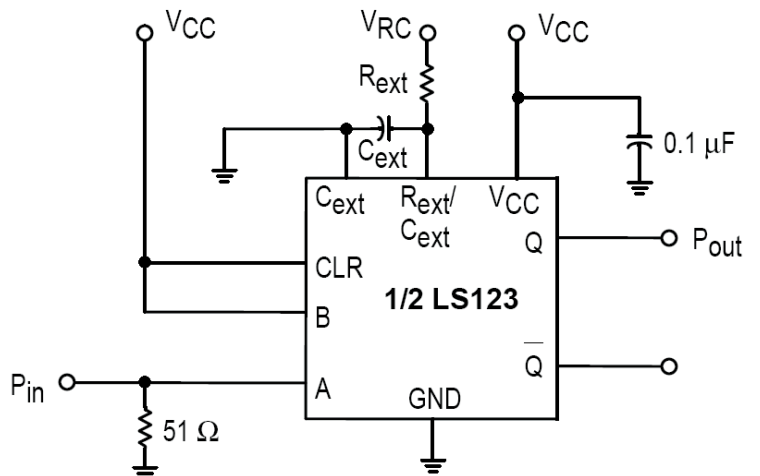 VCC
VRC
VCC
Rext
Cext
0.1 μF
Cext
Rext/
Cext
VCC
Q
Pout
CLR
1/2 LS123
B
Q̅
Pin
A
GND
51 Ω